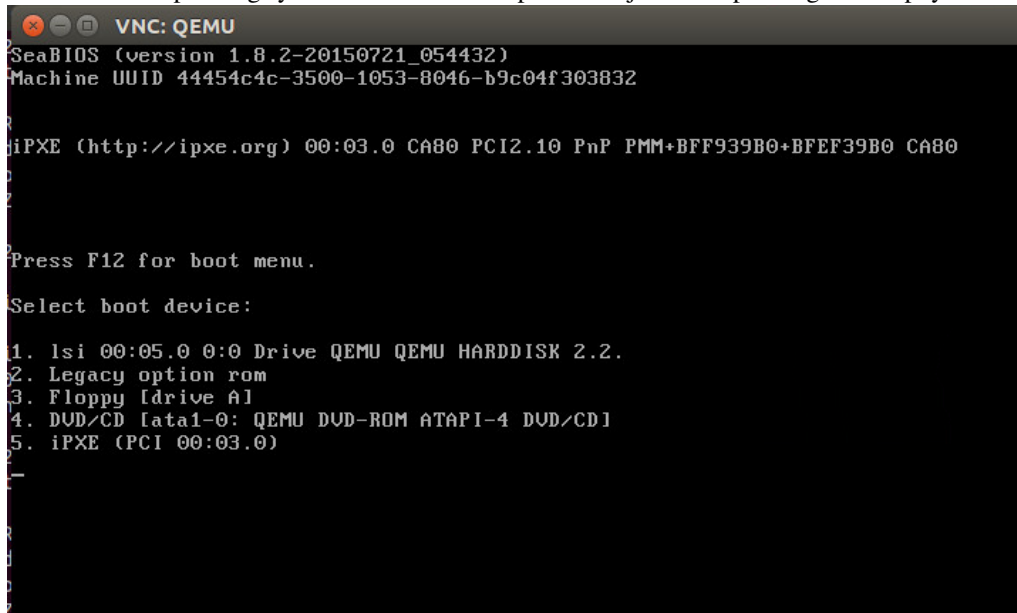 VNC: QEMU
SeaBIOS (version 1.8.2-20150721_054432)
Machine UUID 44454c4c-3500-1053-8046-b9c04f303832
iPXE (http://ipxe.org) 00:03.0 CA80 PCI2.10 PnP PMM+BFF939B0+BFEF39B0 CA80
Press F12 for boot menu.
Select boot device:
1. lsi 00:05.0 0:0 Drive QEMU QEMU HARDDISK 2.2.
2. Legacy option rom
3. Floppy [drive A]
4. DVD/CD [ata1-0: QEMU DVD-ROM ATAPI-4 DVD/CD]
5. iPXE (PCI 00:03.0)